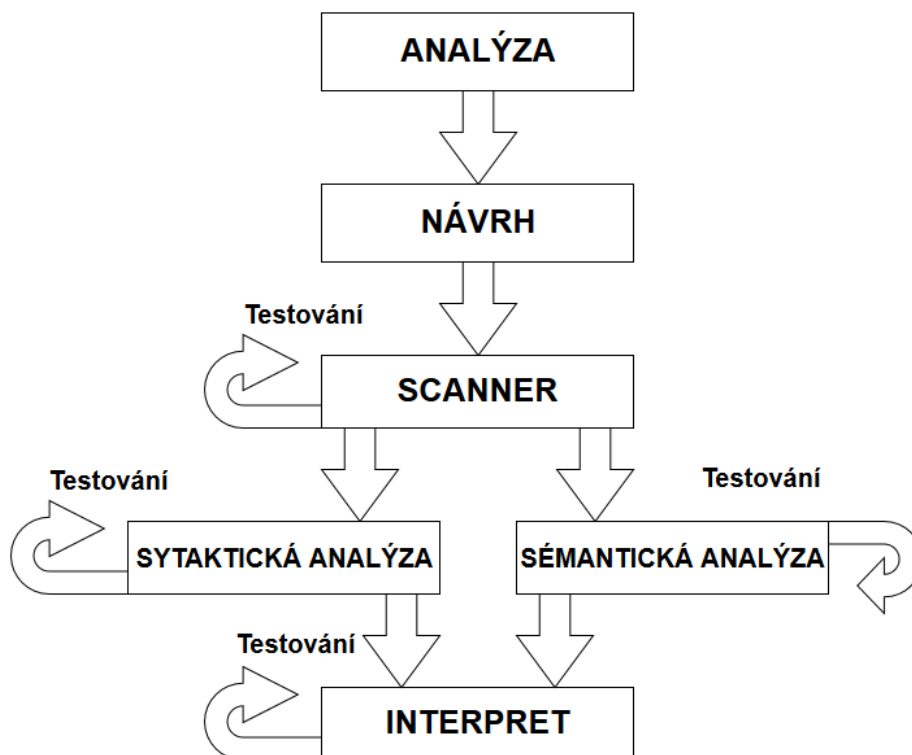 ANALÝZA
NÁVRH
Testování
SCANNER
Testování
Testování
SYTAKTICKÁ ANALÝZA
SÉMANTICKÁ ANALÝZA
Testování
INTERPRET